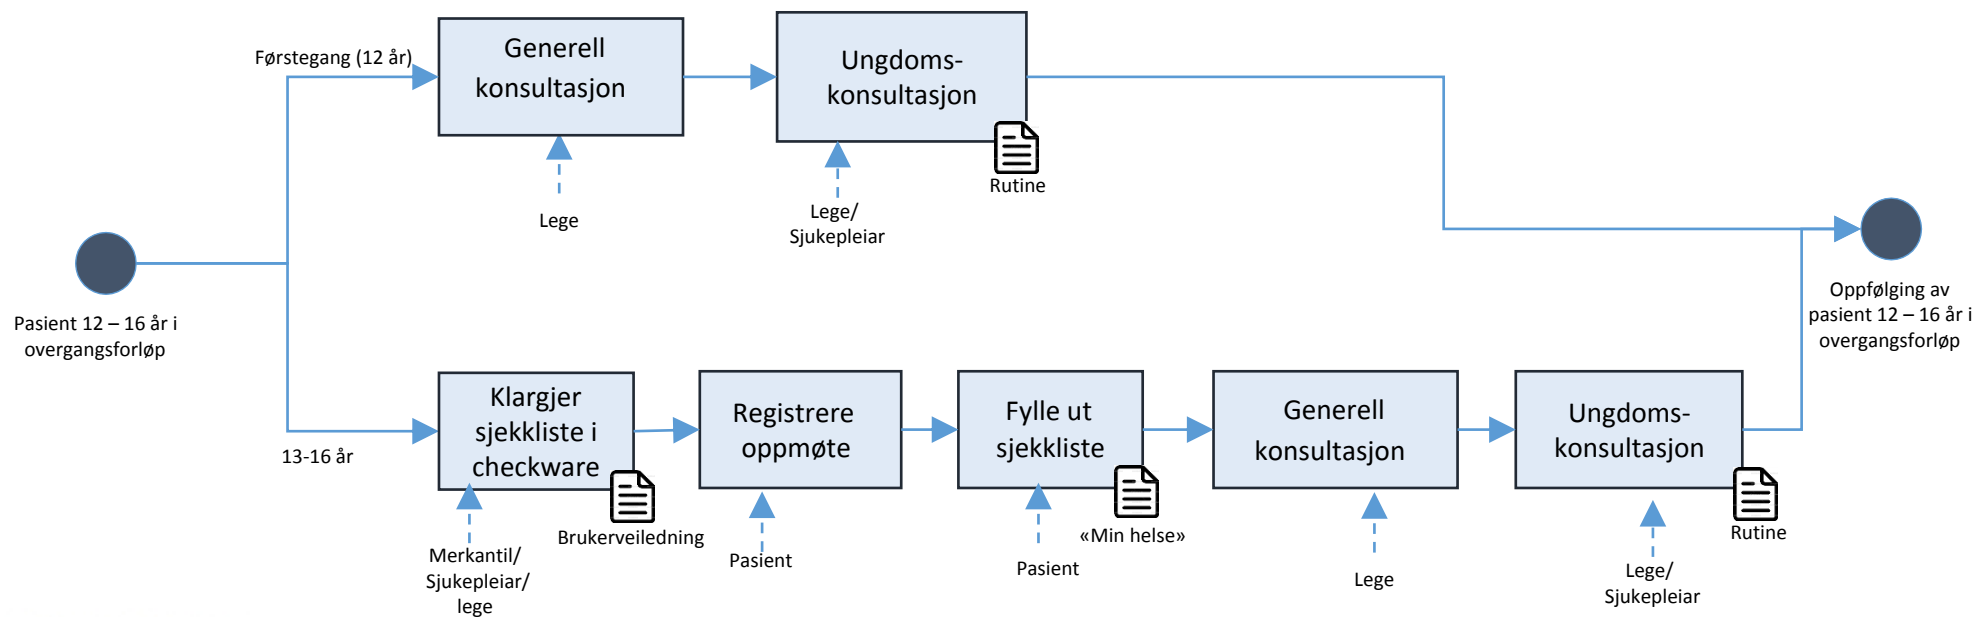 Førstegang (12 år)
Generell
konsultasjon
Ungdoms-
konsultasjon
Rutine
Lege
Lege/
Sjukepleiar
Pasient 12 – 16 år i
overgangsforløp
Oppfølging av
pasient 12 – 16 år i
overgangsforløp
13-16 år
Klargjer
sjekkliste i
checkware
Brukerveiledning
Merkantil/
Sjukepleiar/
lege
Registrere
oppmøte
Pasient
Fylle ut
sjekkliste
«Min helse»
Pasient
Generell
konsultasjon
Lege
Ungdoms-
konsultasjon
Rutine
Lege/
Sjukepleiar